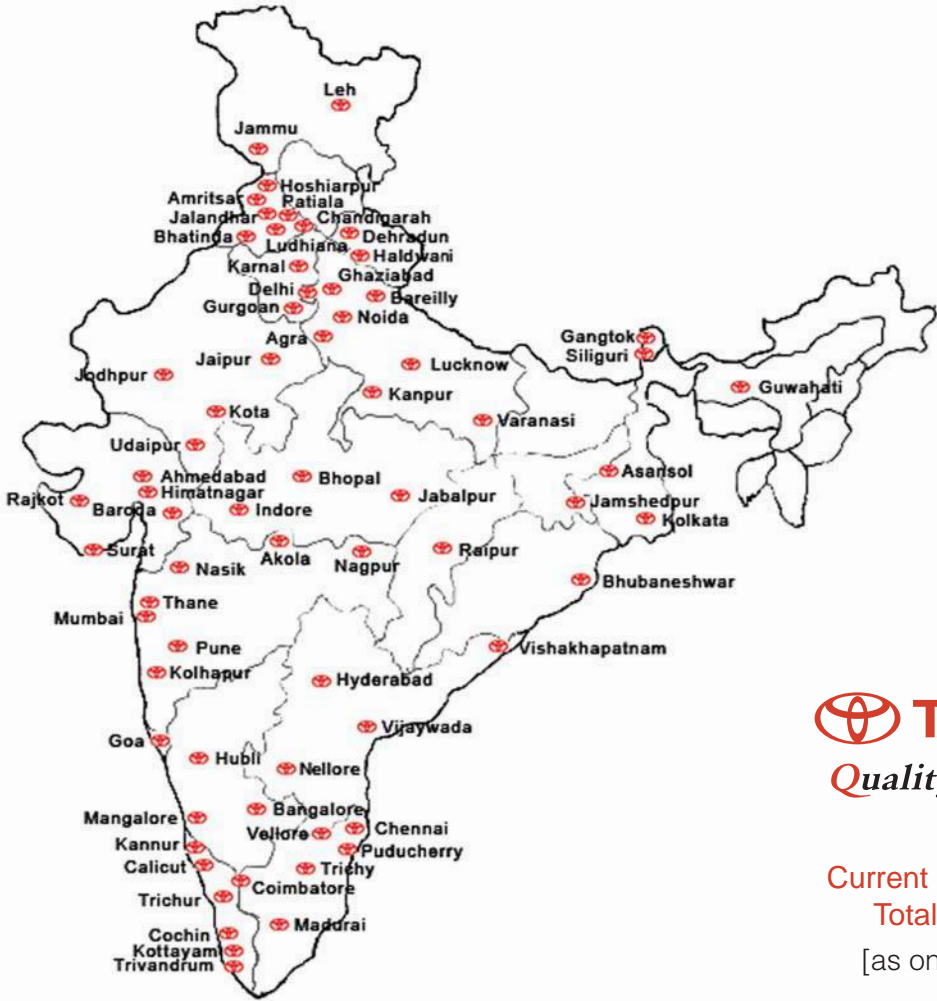 Leh
Jammu
Hoshiarpur
Amritsar
Patiala
Jalandhar
Chandigarah
Bhatinda
Ludhiana
Dehradun
Haldwani
Karnal
Ghaziabad
Delhi
Bareilly
Gurgoan
Noida
Agra
Gangtok
Siliguri
Jaipur
Lucknow
Jodhpur
Kanpur
Guwahati
Kota
Varanasi
Udaipur
Ahmedabad
Bhopal
Asansol
Himatnagar
Rajkot
Jabalpur
Jamshedpur
Baroda
Indore
Kolkata
Surat
Akola
Nagpur
Raipur
Nasik
Bhubaneshwar
Thane
Mumbai
Pune
Vishakhapatnam
Kolhapur
Hyderabad
Vijaywada
Goa
Hubli
Nellore
Mangalore
Bangalore
Vellore
Chennai
Kannur
Puducherry
Calicut
Trichy
Coimbatore
Trichur
Madurai
Cochin
Kottayam
Trivandrum
T
Quality
Current
Total
[as on